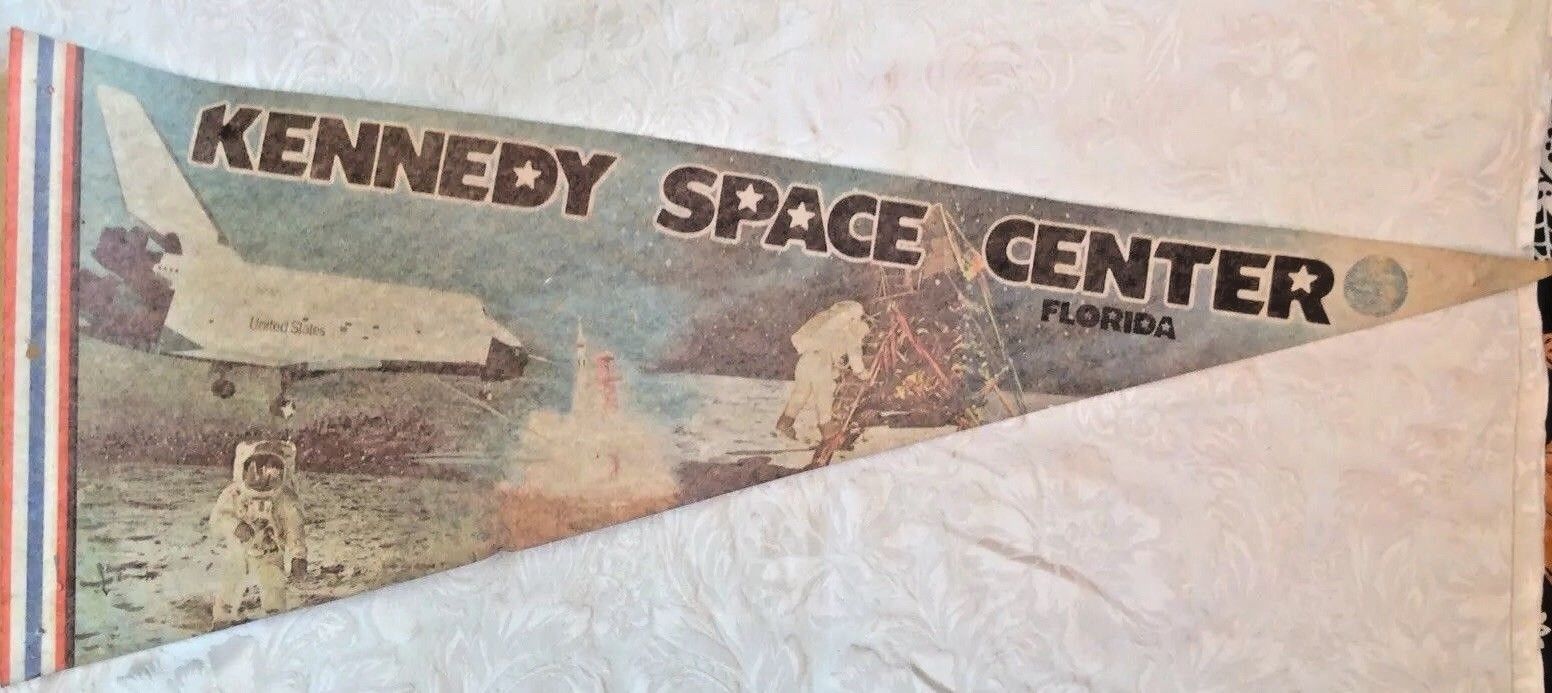 KENNEDY SPACE CENTER
FLORIDA
United States